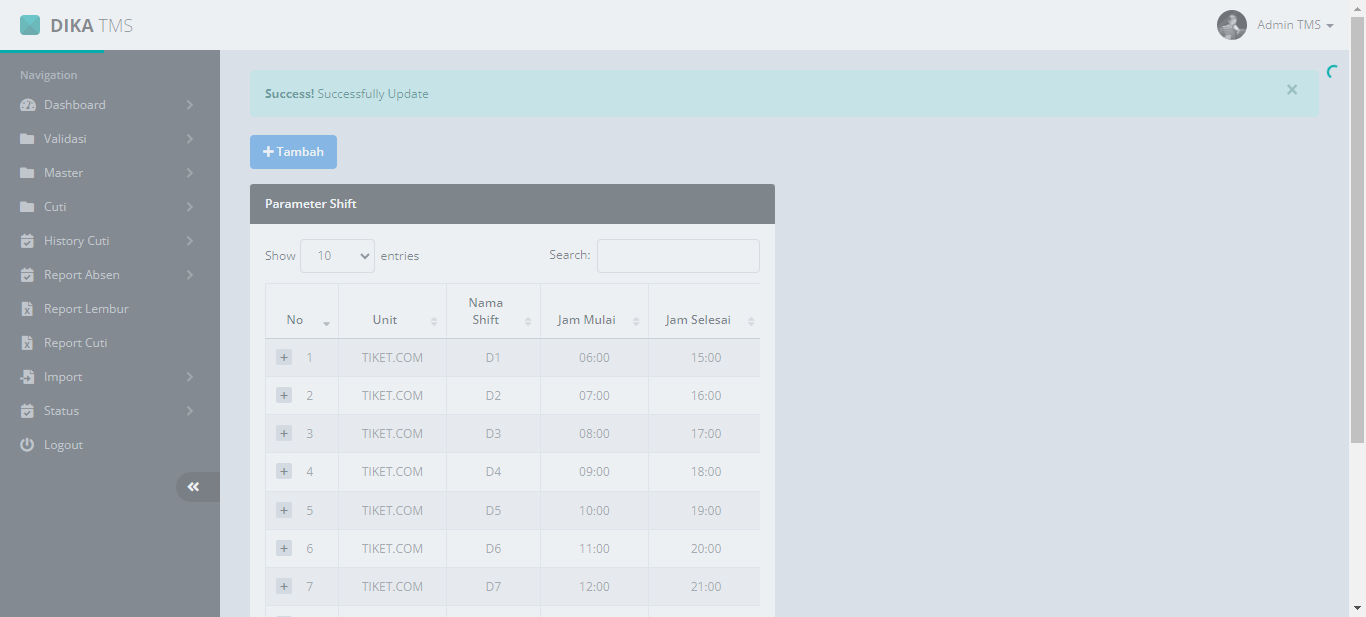 DIKA TMS
Admin TMS
Navigation
Dashboard
Validasi
Master
Cuti
History Cuti
Report Absen
Report Lembur
Report Cuti
Import
Status
Logout
Success! Successfully Update
×
+ Tambah
Parameter Shift
Show 10 entries
Search:
No Unit Nama Shift Jam Mulai Jam Selesai
+ 1 TIKET.COM D1 06:00 15:00
+ 2 TIKET.COM D2 07:00 16:00
+ 3 TIKET.COM D3 08:00 17:00
+ 4 TIKET.COM D4 09:00 18:00
+ 5 TIKET.COM D5 10:00 19:00
+ 6 TIKET.COM D6 11:00 20:00
+ 7 TIKET.COM D7 12:00 21:00